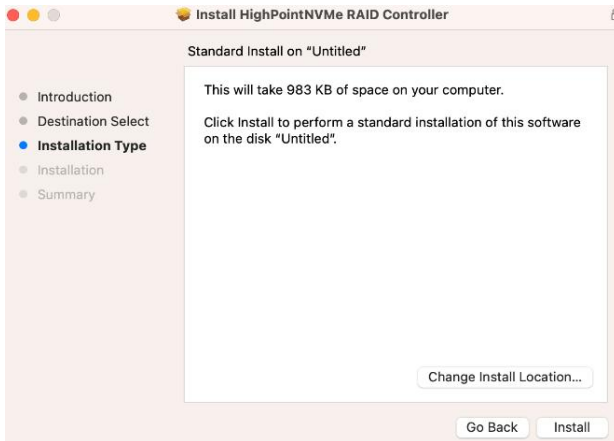 Install HighPointNVMe RAID Controller
Standard Install on “Untitled”
Introduction
Destination Select
Installation Type
Installation
Summary
This will take 983 KB of space on your computer.
Click Install to perform a standard installation of this software
on the disk “Untitled”.
Change Install Location...
Go Back
Install